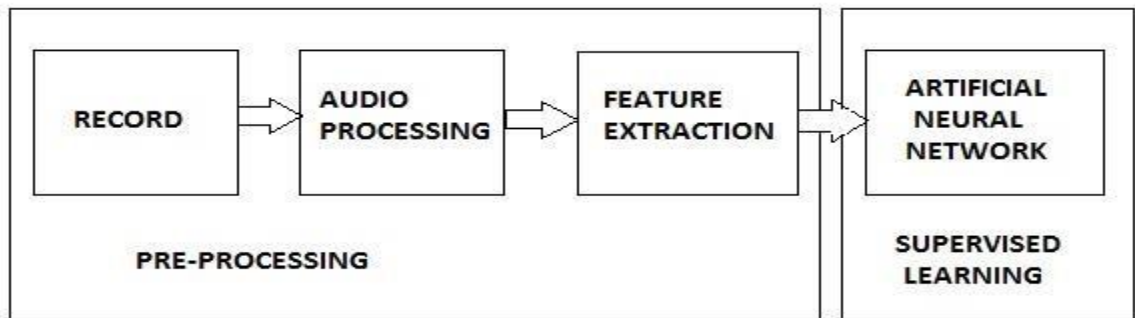 RECORD
AUDIO
PROCESSING
FEATURE
EXTRACTION
ARTIFICIAL
NEURAL
NETWORK
PRE-PROCESSING
SUPERVISED
LEARNING